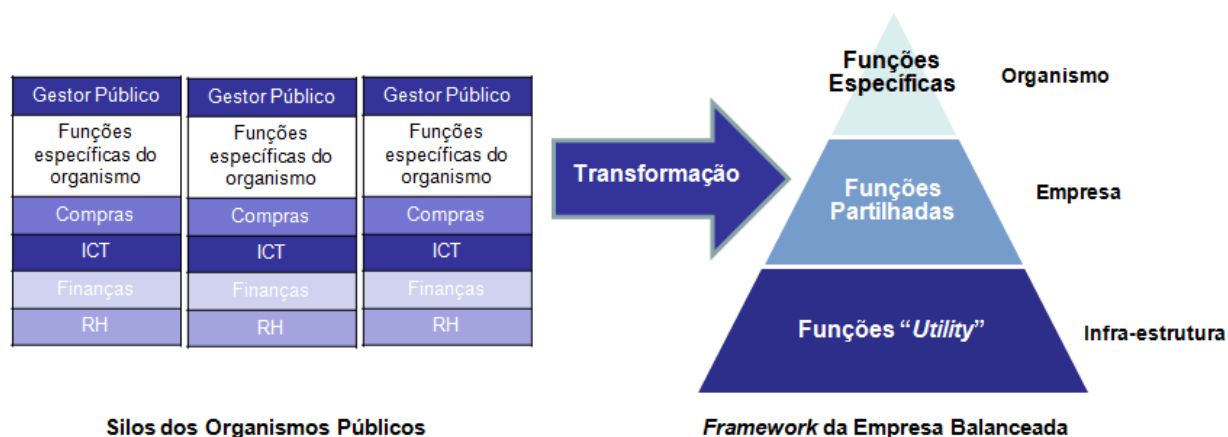 Gestor Público
Funções
específicas do
organismo
Compras
ICT
Finanças
RH
Gestor Público
Funções
específicas do
organismo
Compras
ICT
Finanças
RH
Gestor Público
Funções
específicas do
organismo
Compras
ICT
Finanças
RH
Silos dos Organismos Públicos
Transformação
Funções
Específicas
Organismo
Funções
Partilhadas
Empresa
Funções “Utility”
Infra-estrutura
Framework da Empresa Balanceada